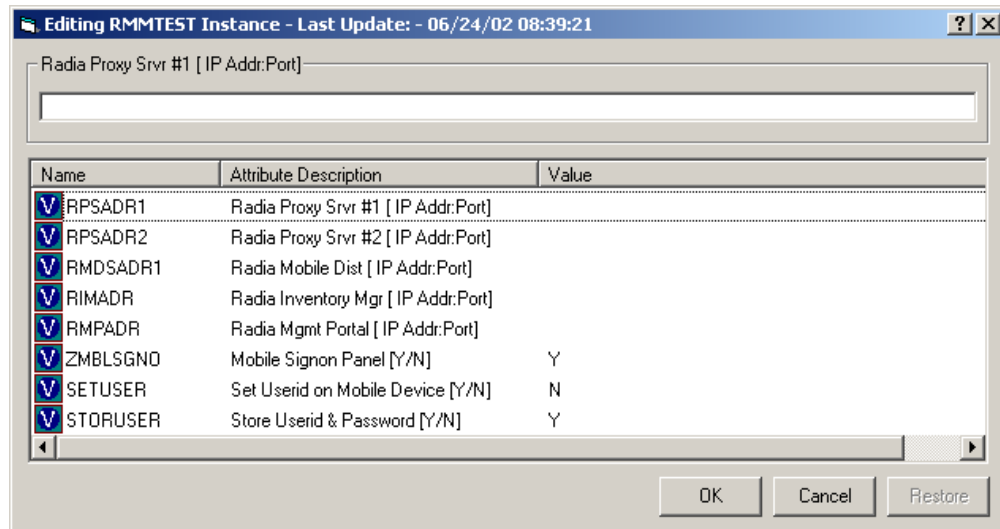 Editing RMMTEST Instance - Last Update: - 06/24/02 08:39:21
Radia Proxy Srvr #1 [ IP Addr:Port]
Name Attribute Description Value
V RPSADR1 Radia Proxy Srvr #1 [ IP Addr:Port]
V RPSADR2 Radia Proxy Srvr #2 [ IP Addr:Port]
V RMDSADR1 Radia Mobile Dist [ IP Addr:Port]
V RIMADR Radia Inventory Mgr [ IP Addr:Port]
V RMPADR Radia Mgmt Portal [ IP Addr:Port]
V ZMBLSGNO Mobile Signon Panel [Y/N] Y
V SETUSER Set Userid on Mobile Device [Y/N] N
V STORUSER Store Userid & Password [Y/N] Y
OK Cancel Restore